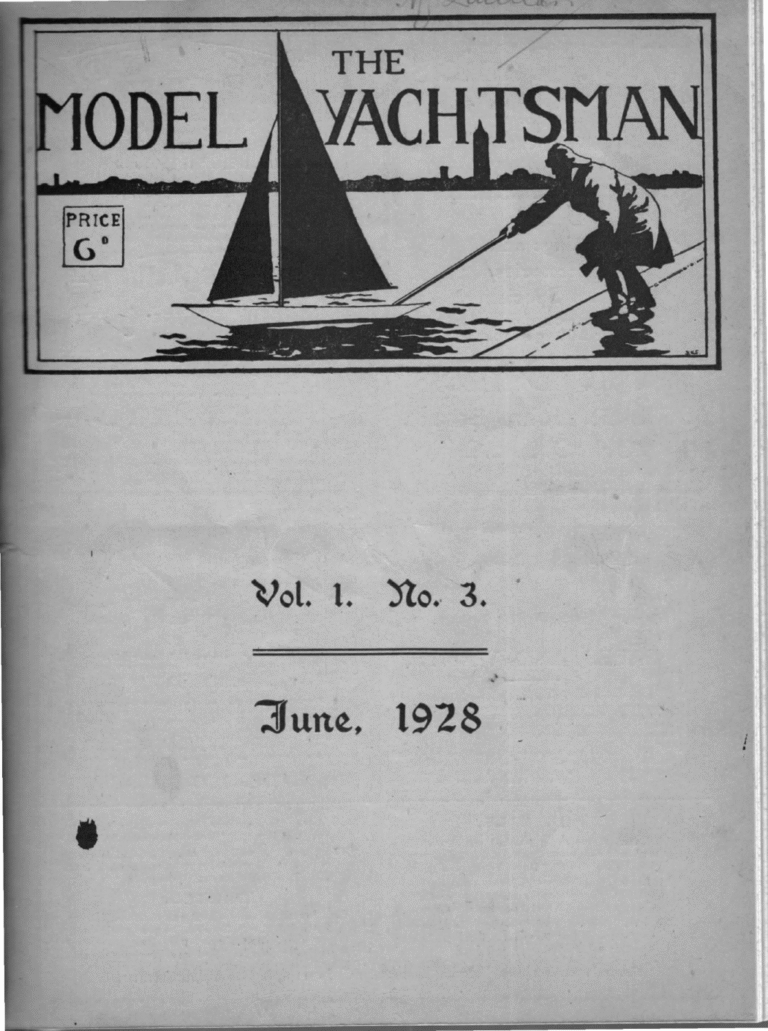 THE
MODEL YACHTSMAN
PRICE
6ᴰ
Vol. 1. No. 3.
June, 1928